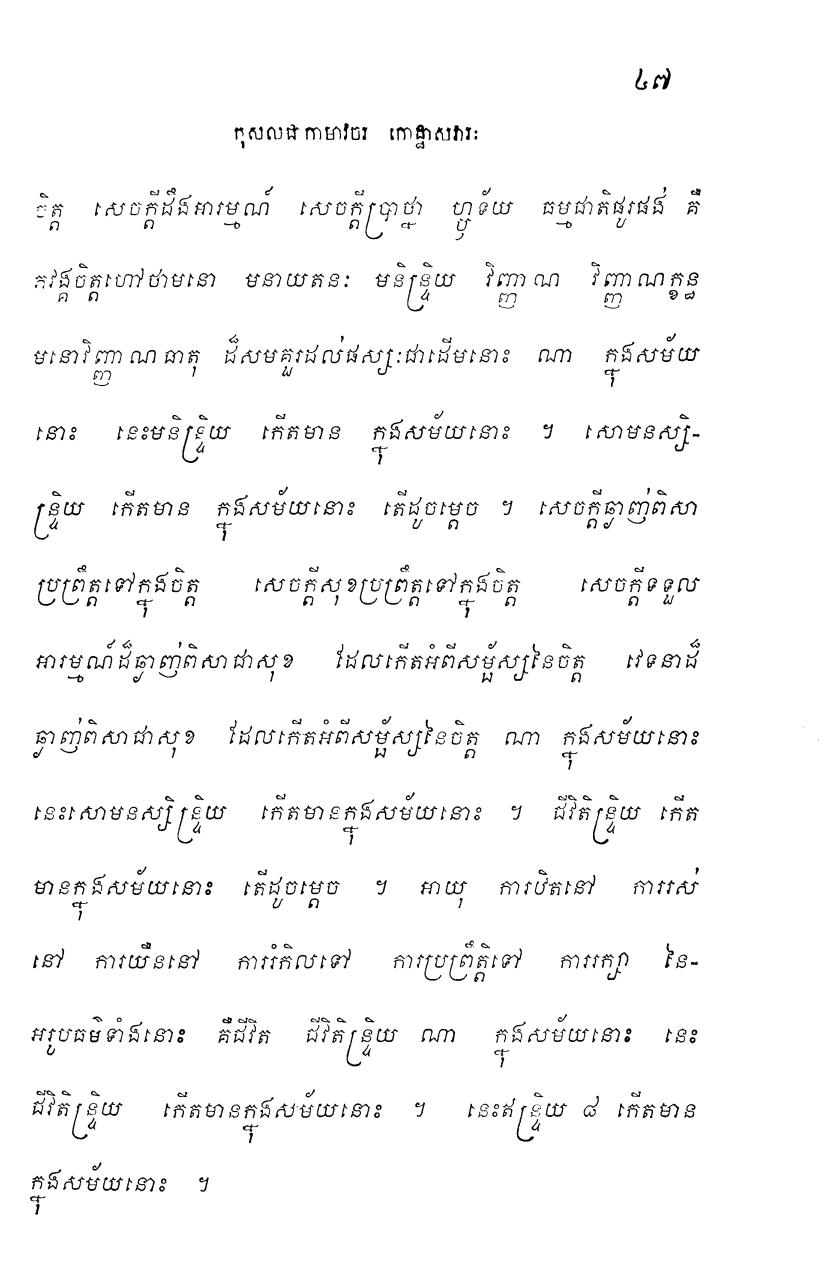 ៤៧
កុសលជាកាមាវចរ កោដ្ឋាសវារៈ
ចិត្ត សេចក្តីដឹងអារម្មណ៍ សេចក្តីប្រាថ្នា ហ្ឫទ័យ ធម្មជាតិផូរផង់ គឺ
ភវង្គចិត្តហៅថាមនោ មនាយតនៈ មនិន្ទ្រិយ វិញ្ញាណ វិញ្ញាណក្ខន្ធ
មនោវិញ្ញាណធាតុ ដ៏សមគួរដល់ផស្សៈជាដើមនោះ ណា ក្នុងសម័យ
នោះ នេះមនិន្ទ្រិយ កើតមាន ក្នុងសម័យនោះ ។ សោមនស្សិ-
ន្ទ្រិយ កើតមាន ក្នុងសម័យនោះ តើដូចម្តេច ។ សេចក្តីឆ្ងាញ់ពិសា
ប្រព្រឹត្តទៅក្នុងចិត្ត សេចក្តីសុខប្រព្រឹត្តទៅក្នុងចិត្ត សេចក្តីទទួល
អារម្មណ៍ដ៏ឆ្ងាញ់ពិសាជាសុខ ដែលកើតអំពីសម្ផ័ស្សនៃចិត្ត វេទនាដ៏
ឆ្ងាញ់ពិសាជាសុខ ដែលកើតអំពីសម្ផ័ស្សនៃចិត្ត ណា ក្នុងសម័យនោះ
នេះសោមនស្សិន្ទ្រិយ កើតមានក្នុងសម័យនោះ ។ ជីវិតិន្ទ្រិយ កើត
មានក្នុងសម័យនោះ តើដូចម្តេច ។ អាយុ ការឋិតនៅ ការរស់
នៅ ការយឺននៅ ការរំកិលទៅ ការប្រព្រឹត្តិទៅ ការរក្សា នៃ-
អរូបធម៌ទាំងនោះ គឺជីវិត ជីវិតិន្ទ្រិយ ណា ក្នុងសម័យនោះ នេះ
ជីវិតិន្ទ្រិយ កើតមានក្នុងសម័យនោះ ។ នេះឥន្ទ្រិយ ៨ កើតមាន
ក្នុងសម័យនោះ ។